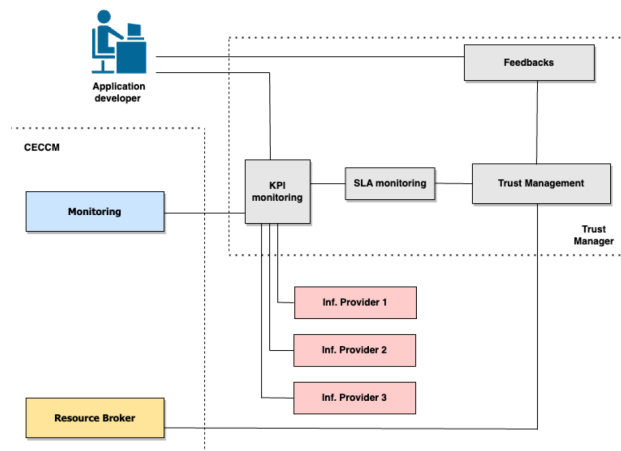 Application
developer
Feedbacks
CECCM
KPI
monitoring
SLA monitoring
Trust Management
Monitoring
Trust
Manager
Inf. Provider 1
Inf. Provider 2
Inf. Provider 3
Resource Broker